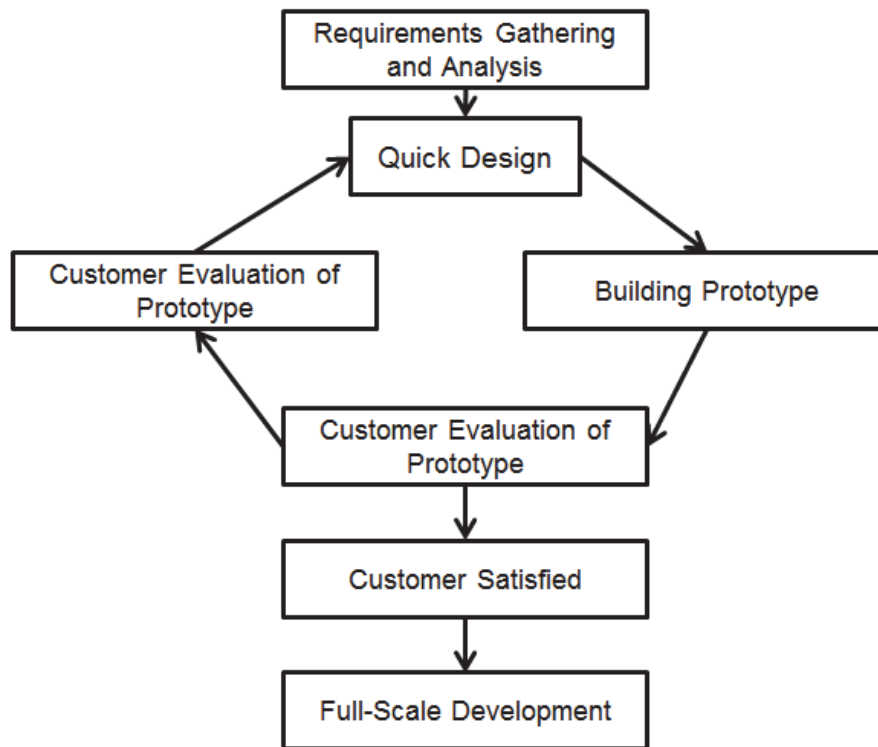 Requirements Gathering
and Analysis
Quick Design
Customer Evaluation of
Prototype
Building Prototype
Customer Evaluation of
Prototype
Customer Satisfied
Full-Scale Development